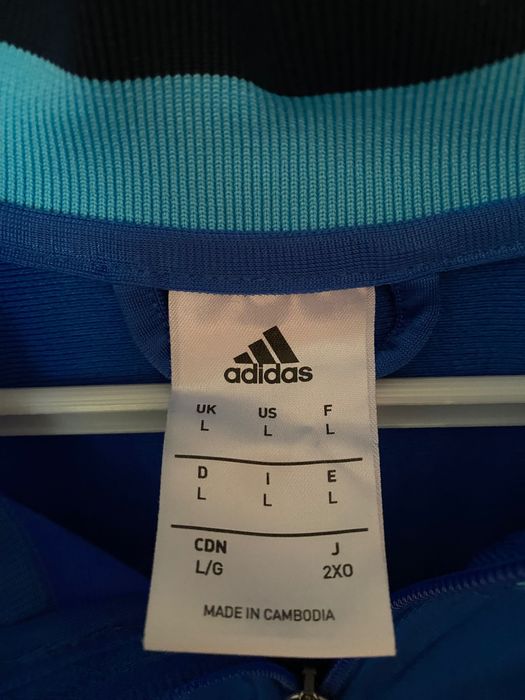 adidas
UK US F
L L L
D I E
L L L
CDN J
L/G 2XO
MADE IN CAMBODIA